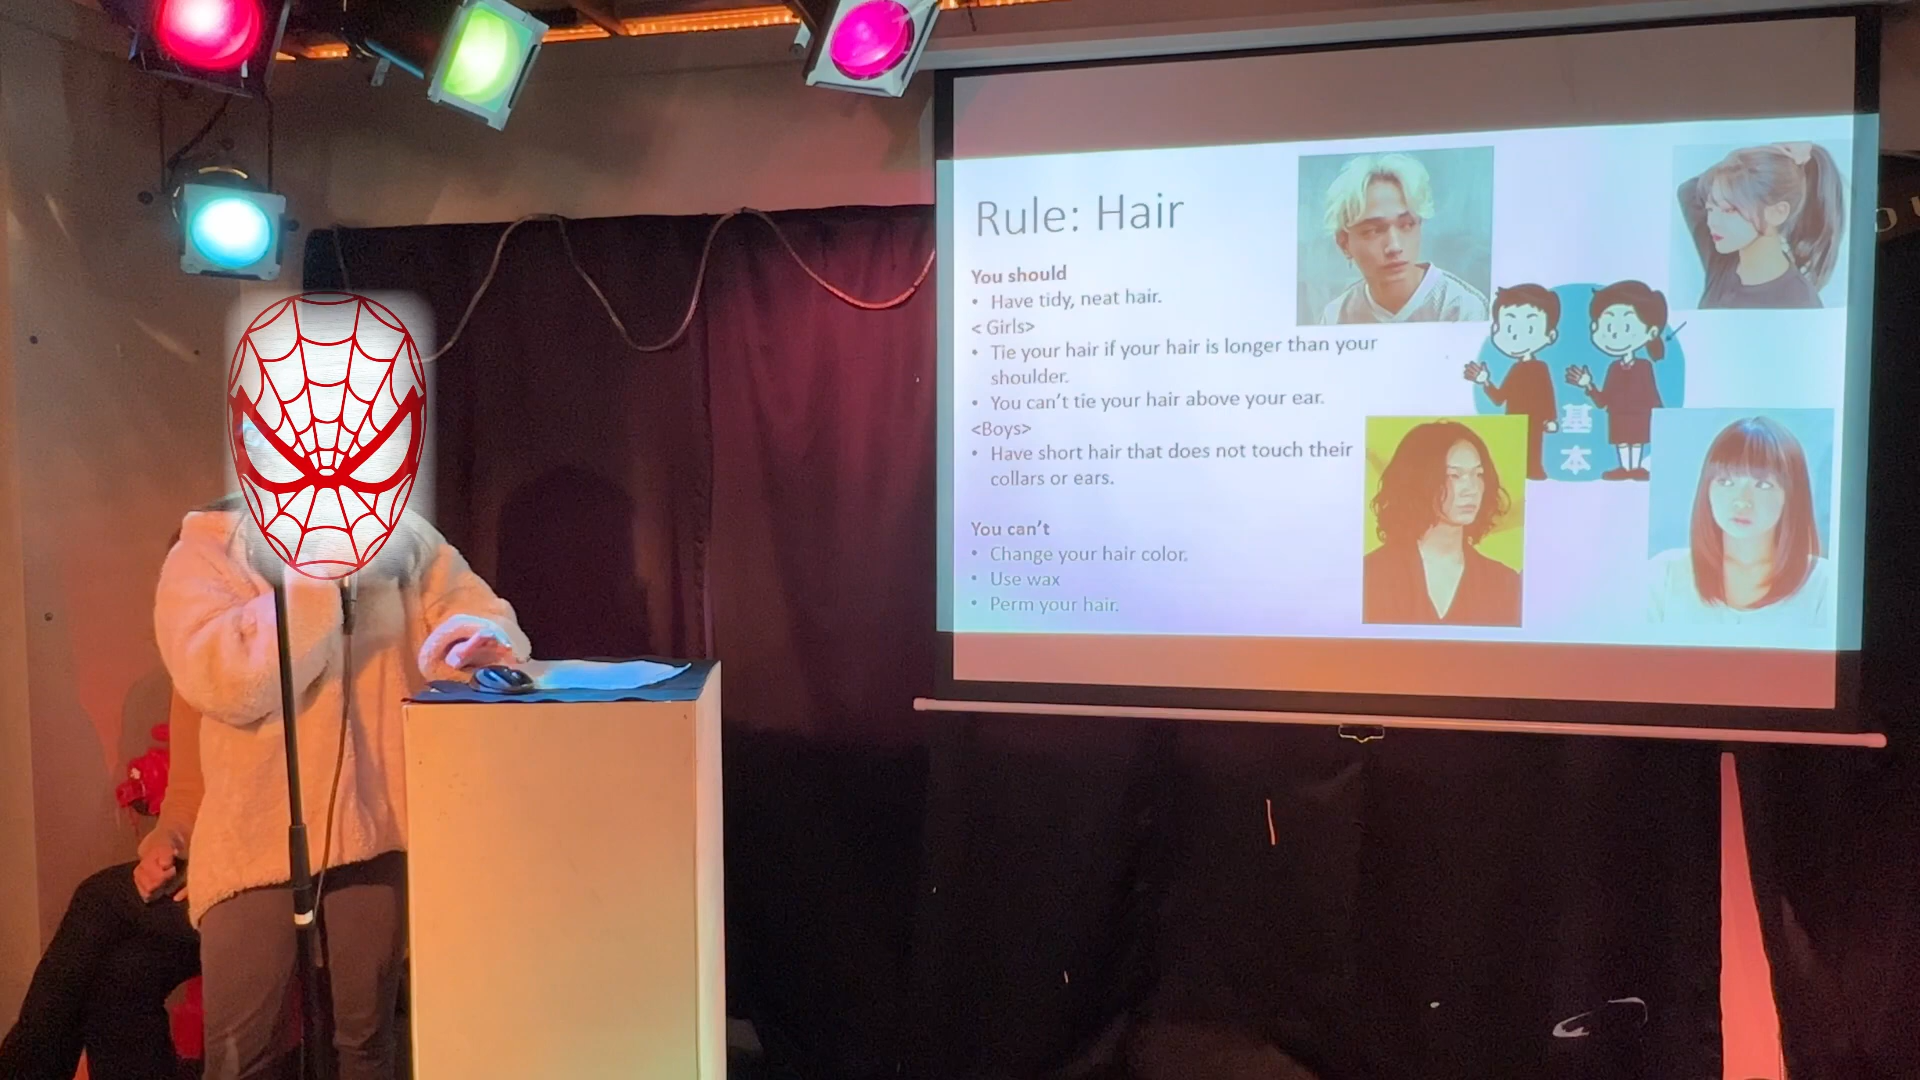 Rule: Hair
You should
• Have tidy, neat hair.
< Girls>
• Tie your hair if your hair is longer than your
shoulder.
• You can't tie your hair above your ear.
<Boys>
• Have short hair that does not touch their
collars or ears.
You can't
• Change your hair color.
• Use wax
• Perm your hair.
基
本